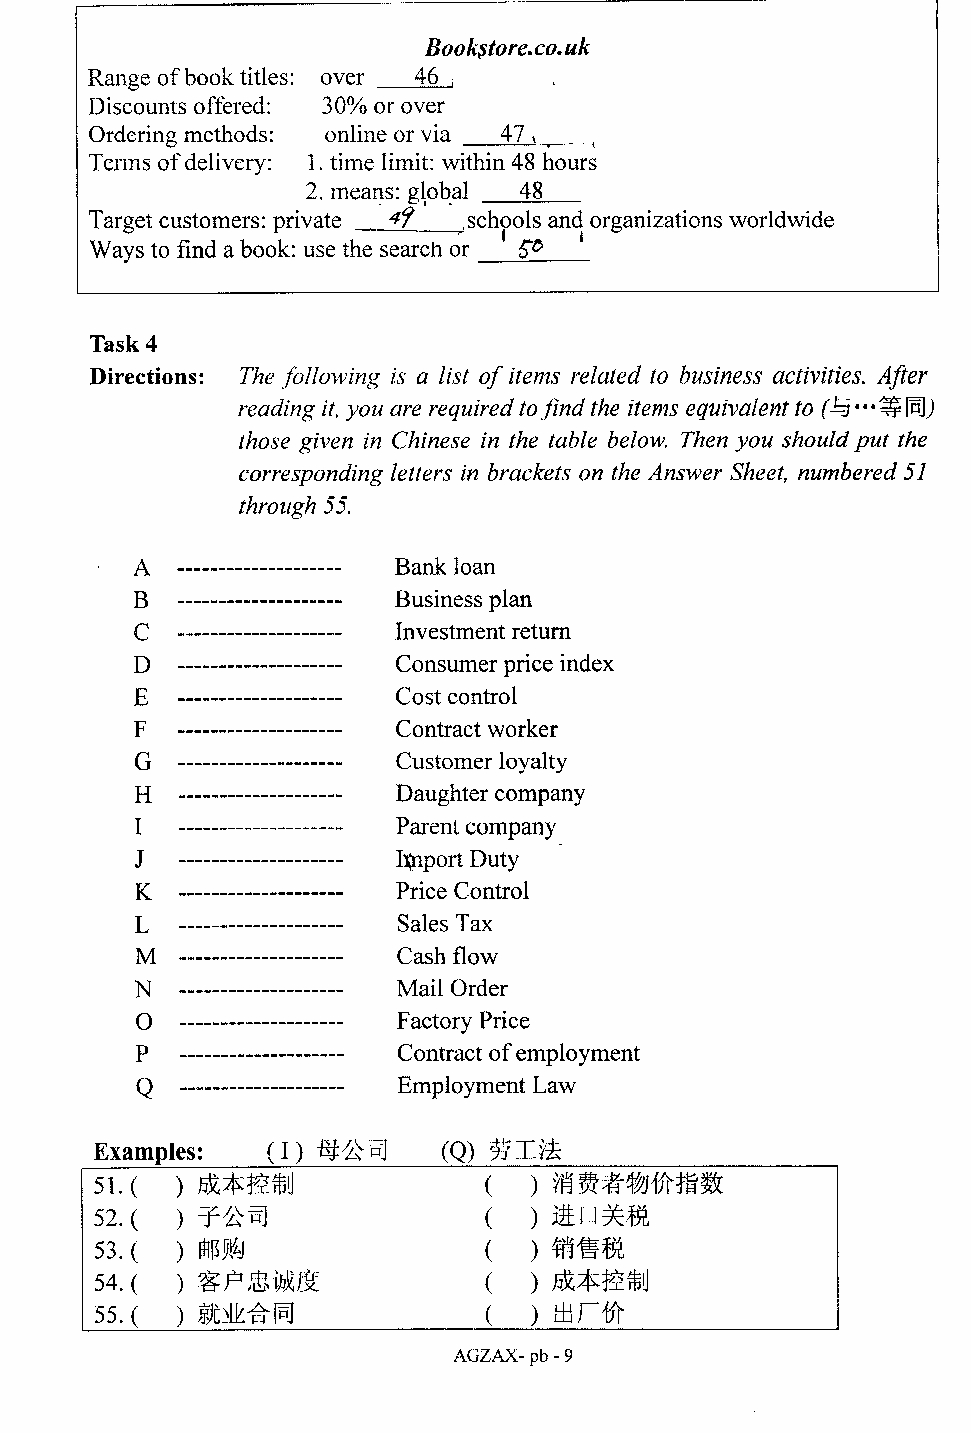 Bookstore.co.uk
Range of book titles: over 46
Discounts offered: 30% or over
Ordering methods: online or via 47
Terms of delivery: 1. time limit: within 48 hours
2. means: global 48
Target customers: private 49 schools and organizations worldwide
Ways to find a book: use the search or 50
Task 4
Directions: The following is a list of items related to business activities. After
reading it, you are required to find the items equivalent to (与…等同)
those given in Chinese in the table below. Then you should put the
corresponding letters in brackets on the Answer Sheet, numbered 51
through 55.
A -------------------- Bank loan
B -------------------- Business plan
C -------------------- Investment return
D -------------------- Consumer price index
E -------------------- Cost control
F -------------------- Contract worker
G -------------------- Customer loyalty
H -------------------- Daughter company
I -------------------- Parent company
J -------------------- Import Duty
K -------------------- Price Control
L -------------------- Sales Tax
M -------------------- Cash flow
N -------------------- Mail Order
O -------------------- Factory Price
P -------------------- Contract of employment
Q -------------------- Employment Law
Examples: (I) 母公司 (Q) 劳工法
51. ( ) 成本控制 ( ) 消费者物价指数
52. ( ) 子公司 ( ) 进口关税
53. ( ) 邮购 ( ) 销售税
54. ( ) 客户忠诚度 ( ) 成本控制
55. ( ) 就业合同 ( ) 出厂价
AGZAX- pb - 9